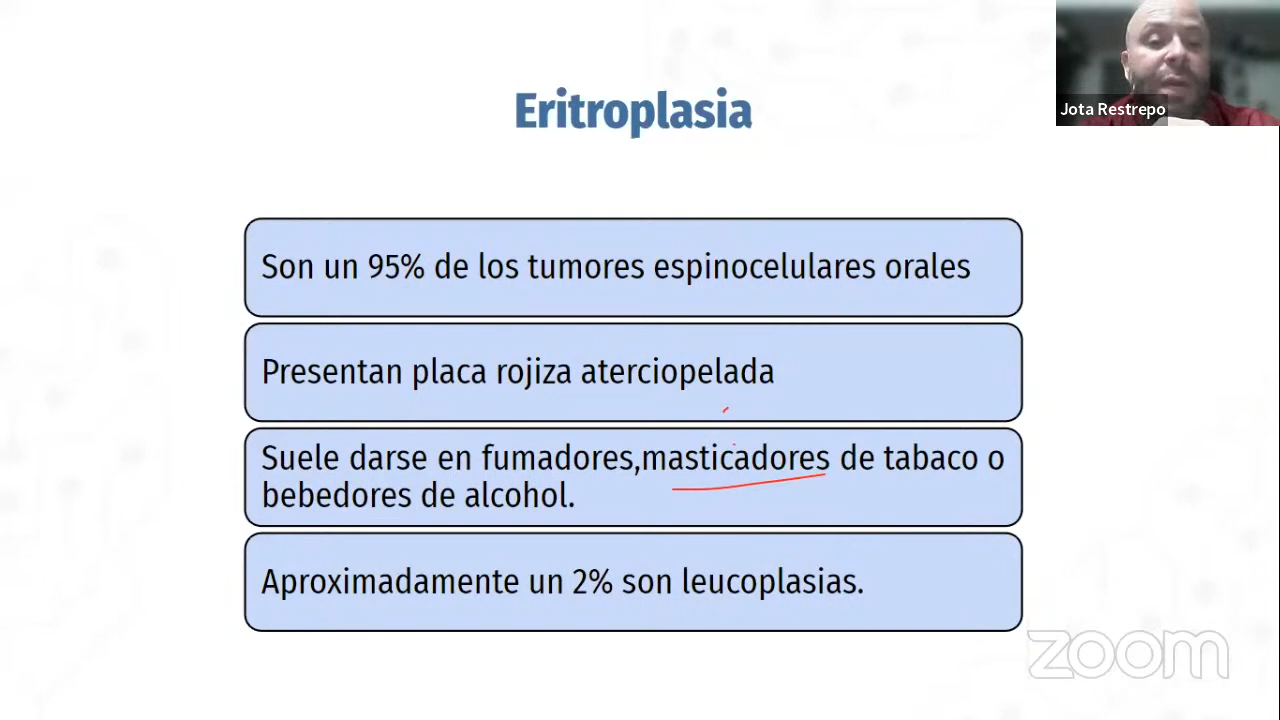 Jota Restrepo
Eritroplasia
Son un 95% de los tumores espinocelulares orales
Presentan placa rojiza aterciopelada
Suele darse en fumadores,masticadores de tabaco o
bebedores de alcohol.
Aproximadamente un 2% son leucoplasias.
zoom